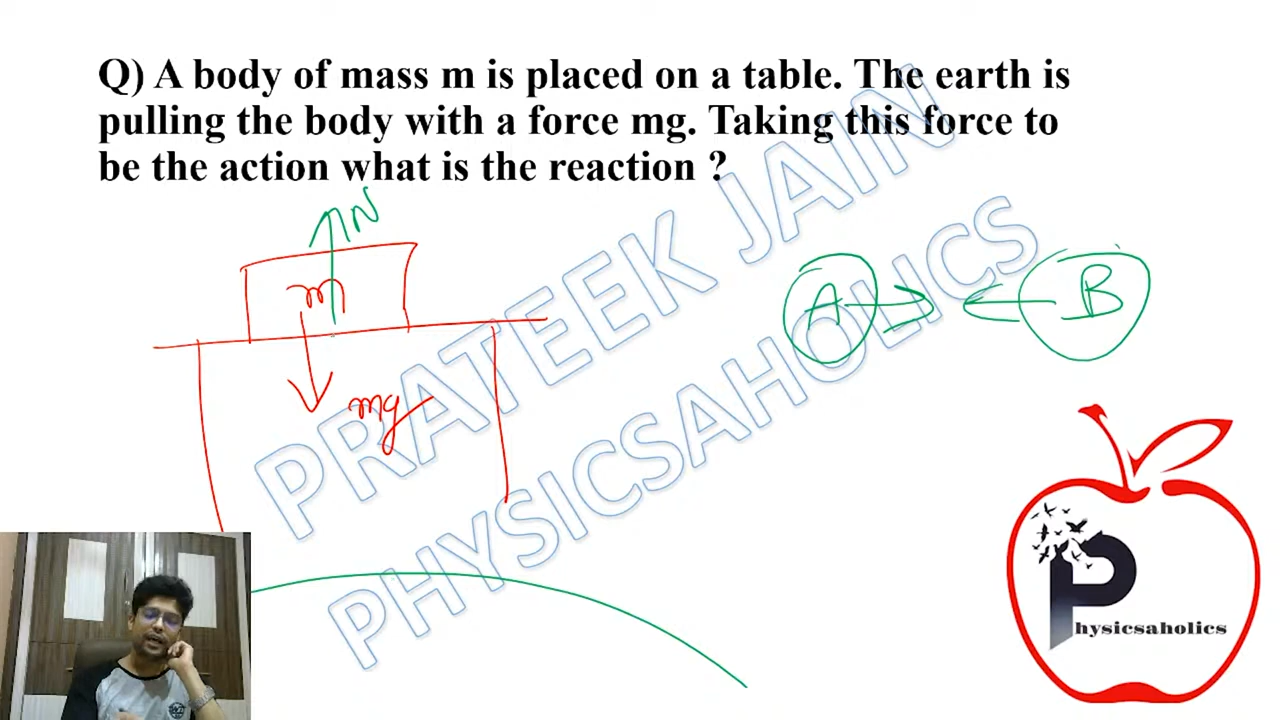 Q) A body of mass m is placed on a table. The earth is
pulling the body with a force mg. Taking this force to
be the action what is the reaction ?
N
m
mg
A
B
PRATEEK JAIN
PHYSICSAHOLICS
Physicsaholics